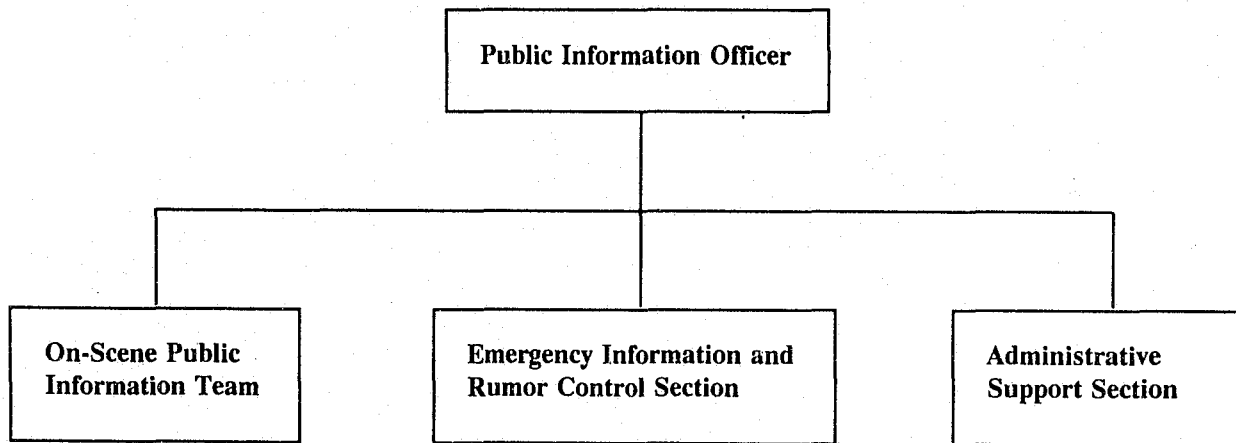 Public Information Officer
On-Scene Public
Information Team
Emergency Information and
Rumor Control Section
Administrative
Support Section